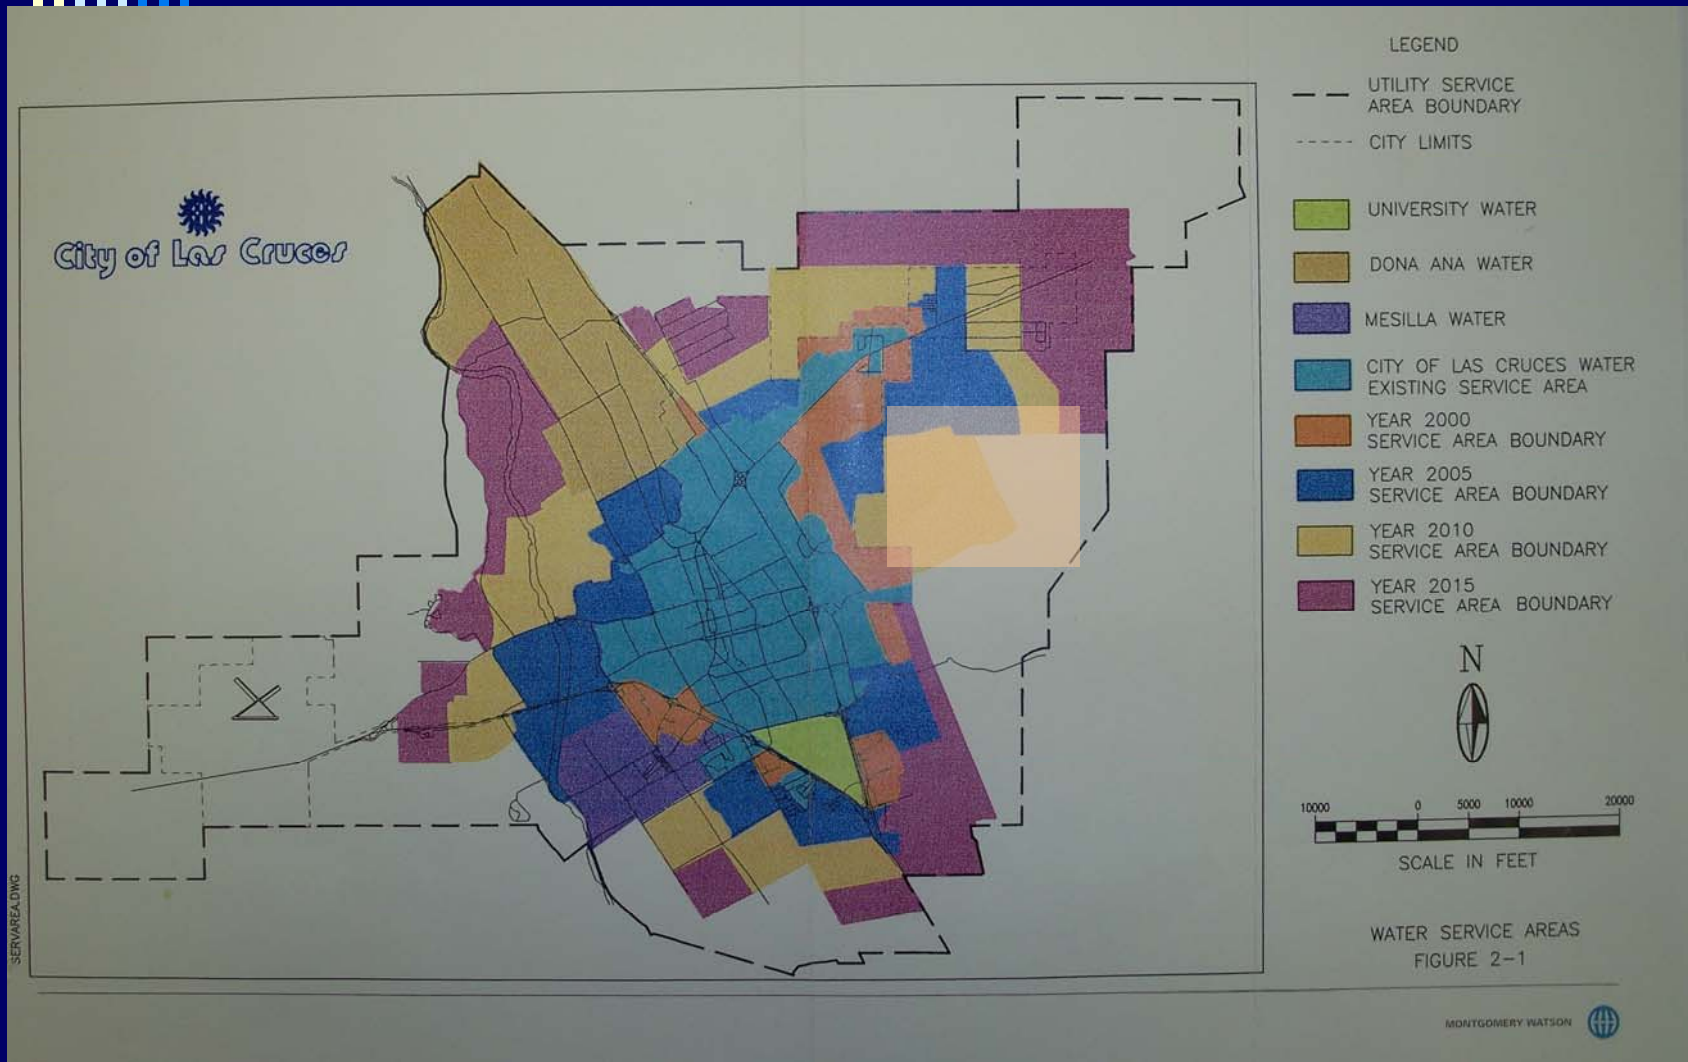 City of Las Cruces
LEGEND
UTILITY SERVICE
AREA BOUNDARY
CITY LIMITS
UNIVERSITY WATER
DONA ANA WATER
MESILLA WATER
CITY OF LAS CRUCES WATER
EXISTING SERVICE AREA
YEAR 2000
SERVICE AREA BOUNDARY
YEAR 2005
SERVICE AREA BOUNDARY
YEAR 2010
SERVICE AREA BOUNDARY
YEAR 2015
SERVICE AREA BOUNDARY
N
10000 0 5000 10000 20000
SCALE IN FEET
WATER SERVICE AREAS
FIGURE 2-1
SERVAREA.DWG
MONTGOMERY WATSON